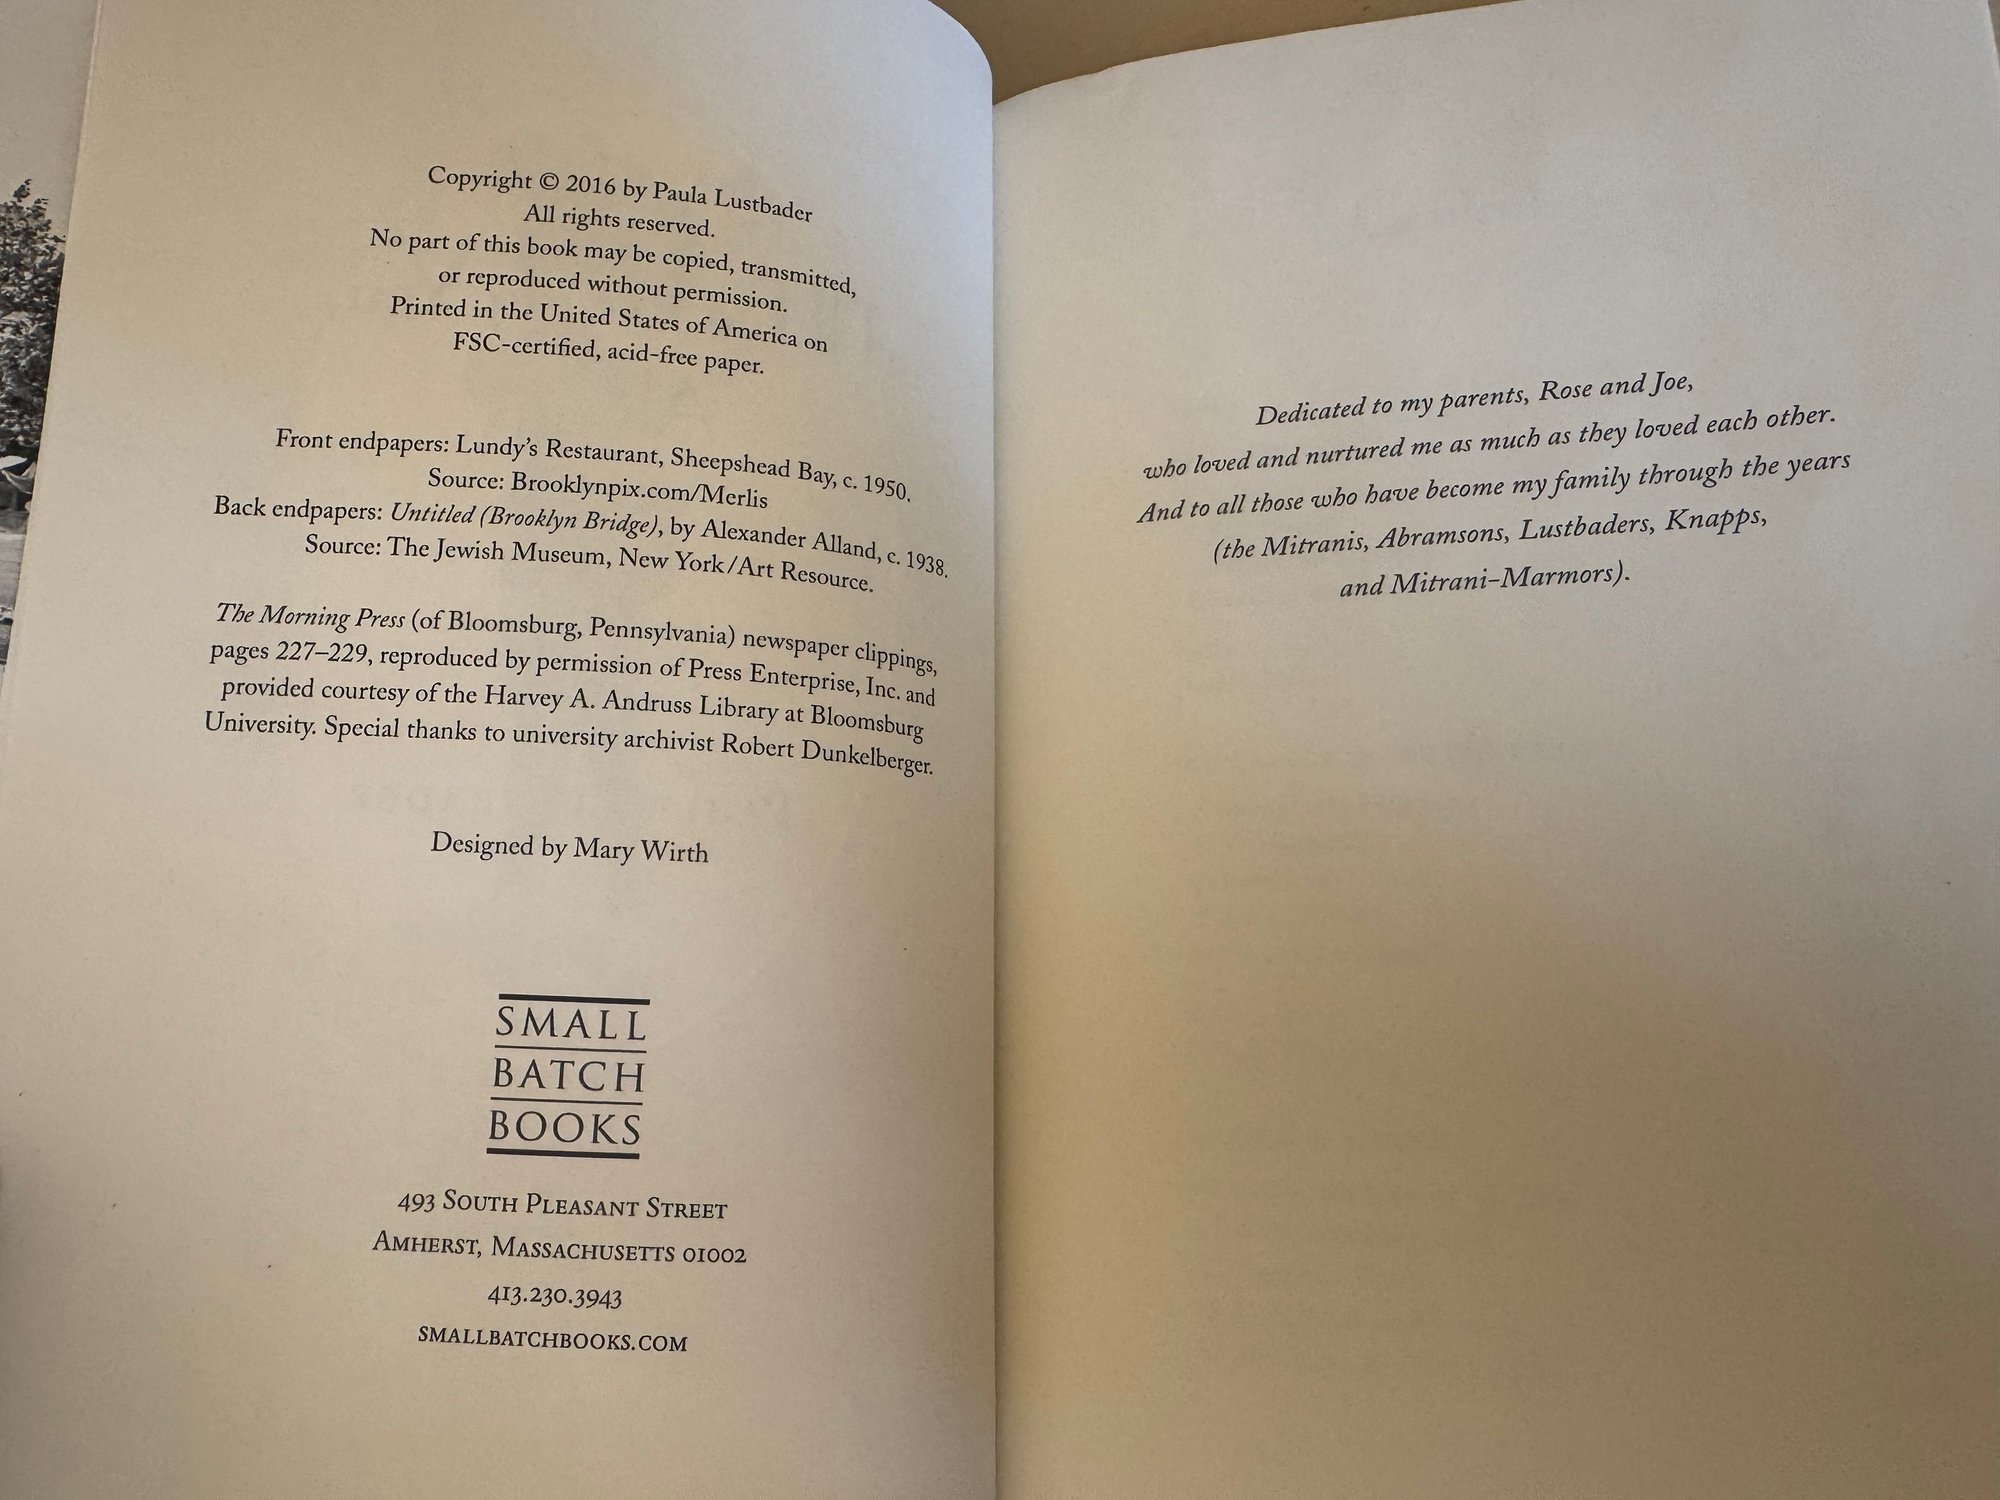 Copyright © 2016 by Paula Lustbader
All rights reserved.
No part of this book may be copied, transmitted,
or reproduced without permission.
Printed in the United States of America on
FSC-certified, acid-free paper.
Front endpapers: Lundy's Restaurant, Sheepshead Bay, c. 1950.
Source: Brooklynpix.com/Merlis
Back endpapers: Untitled (Brooklyn Bridge), by Alexander Alland, c. 1938.
Source: The Jewish Museum, New York/Art Resource.
The Morning Press (of Bloomsburg, Pennsylvania) newspaper clippings,
pages 227–229, reproduced by permission of Press Enterprise, Inc. and
provided courtesy of the Harvey A. Andruss Library at Bloomsburg
University. Special thanks to university archivist Robert Dunkelberger.
Designed by Mary Wirth
SMALL
BATCH
BOOKS
493 South Pleasant Street
Amherst, Massachusetts 01002
413.230.3943
smallbatchbooks.com
Dedicated to my parents, Rose and Joe,
who loved and nurtured me as much as they loved each other.
And to all those who have become my family through the years
(the Mitranis, Abramsons, Lustbaders, Knapps,
and Mitrani–Marmors).